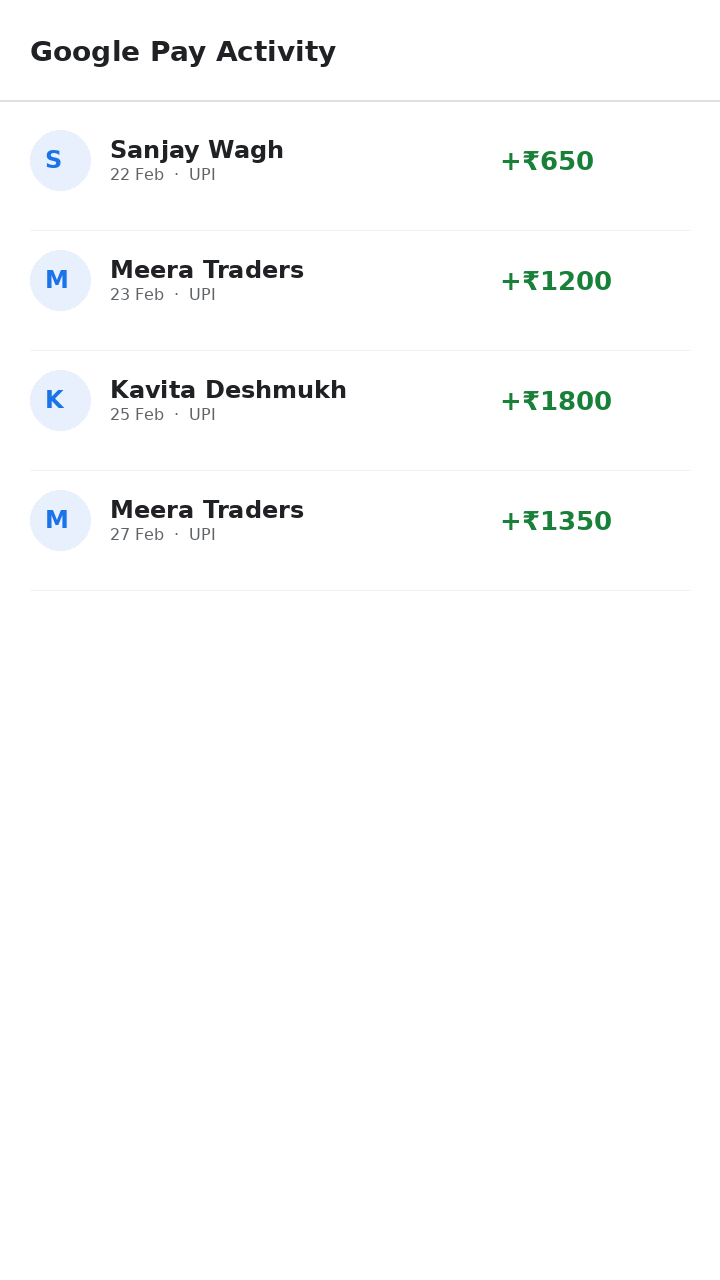 Google Pay Activity
S
Sanjay Wagh
+₹650
22 Feb · UPI
M
Meera Traders
+₹1200
23 Feb · UPI
K
Kavita Deshmukh
+₹1800
25 Feb · UPI
M
Meera Traders
+₹1350
27 Feb · UPI